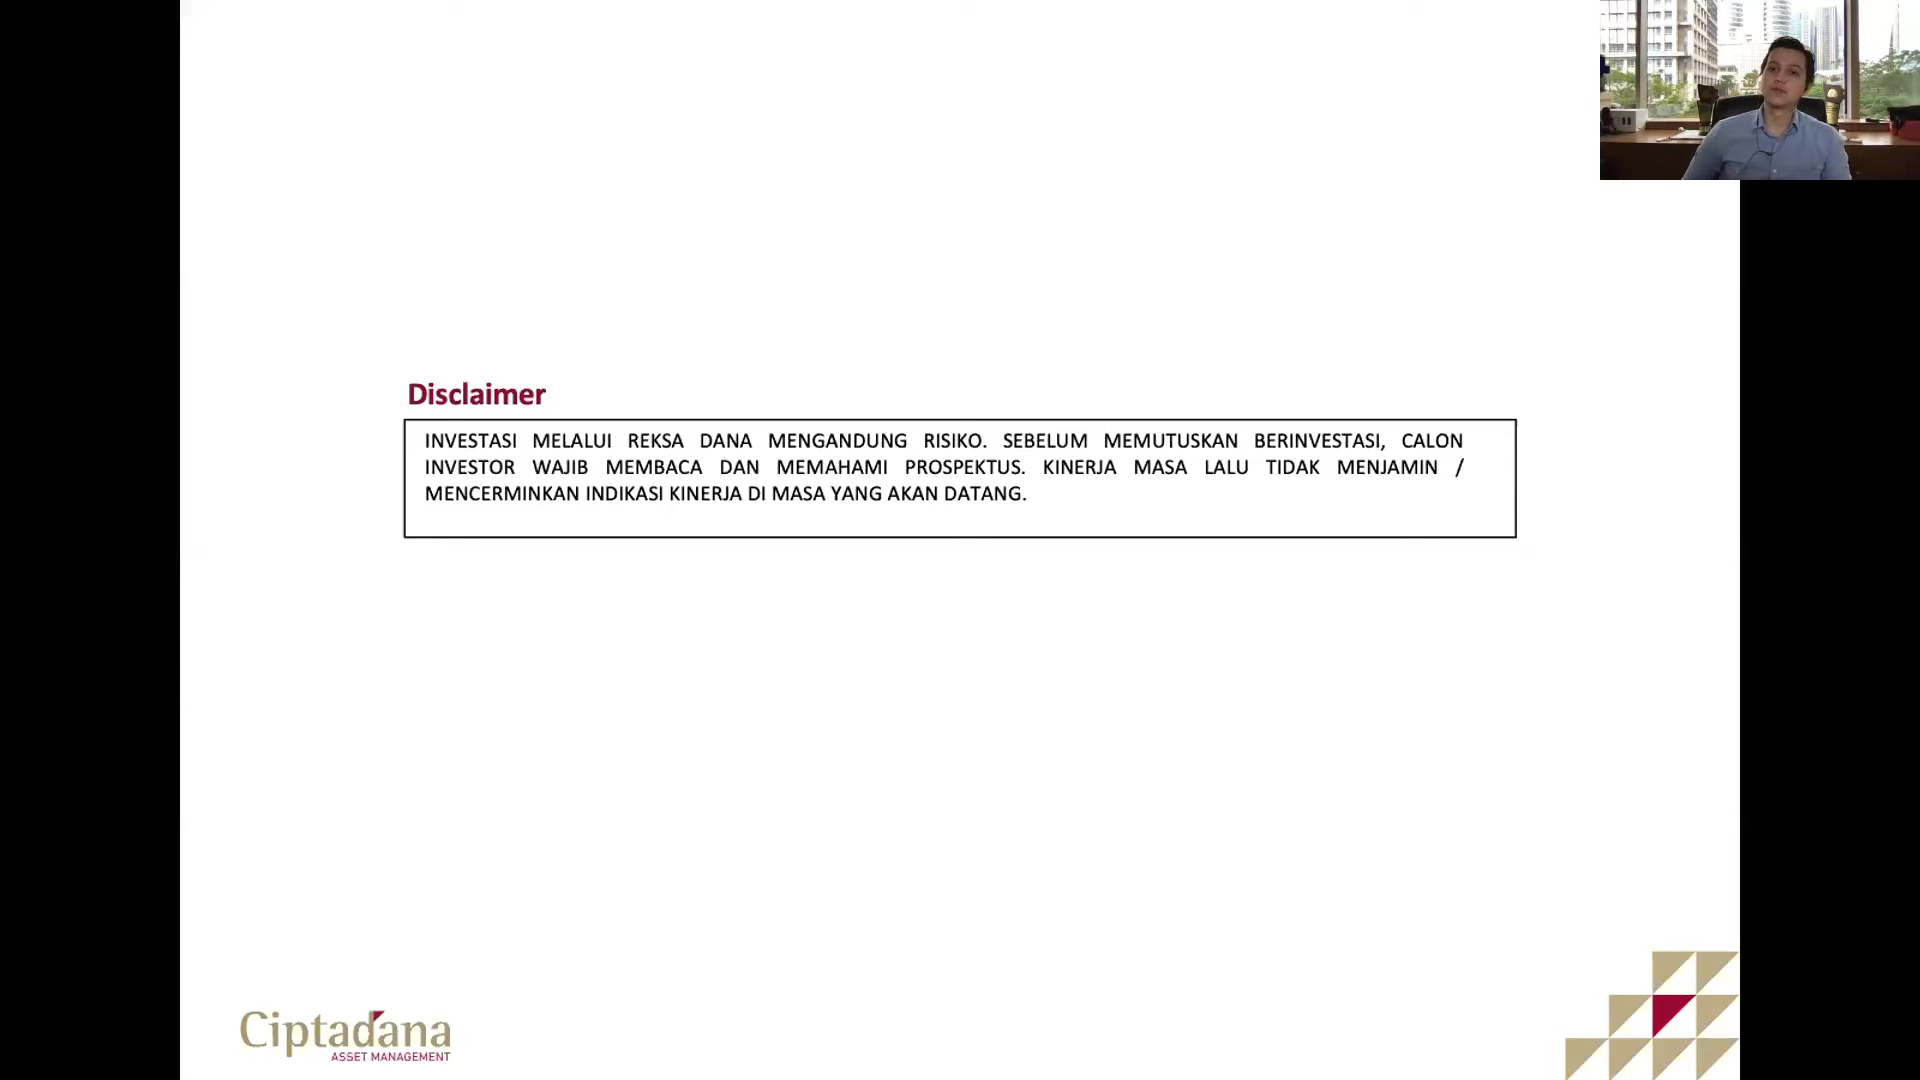 Disclaimer
INVESTASI MELALUI REKSA DANA MENGANDUNG RISIKO. SEBELUM MEMUTUSKAN BERINVESTASI, CALON
INVESTOR WAJIB MEMBACA DAN MEMAHAMI PROSPEKTUS. KINERJA MASA LALU TIDAK MENJAMIN /
MENCERMINKAN INDIKASI KINERJA DI MASA YANG AKAN DATANG.
Ciptadana
ASSET MANAGEMENT